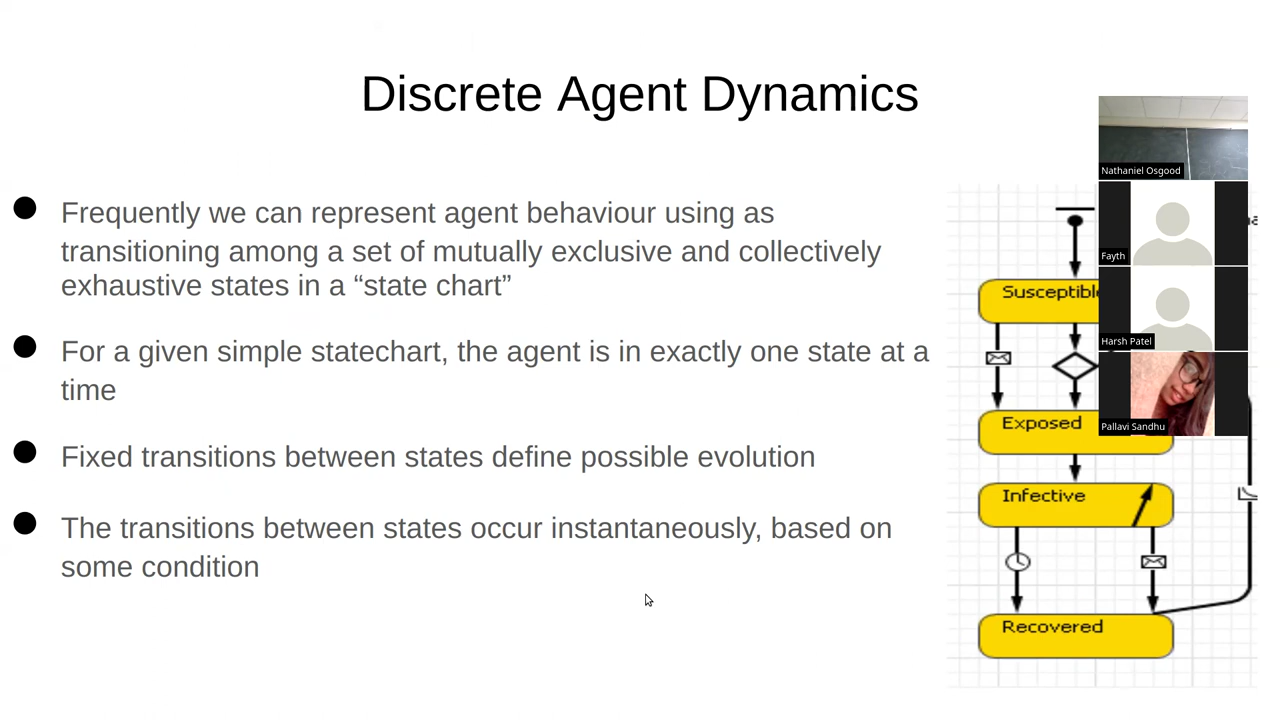 Discrete Agent Dynamics
Frequently we can represent agent behaviour using as
transitioning among a set of mutually exclusive and collectively
exhaustive states in a “state chart”
For a given simple statechart, the agent is in exactly one state at a
time
Fixed transitions between states define possible evolution
The transitions between states occur instantaneously, based on
some condition
Susceptible
Exposed
Infective
Recovered
Nathaniel Osgood
Fayth
Harsh Patel
Pallavi Sandhu